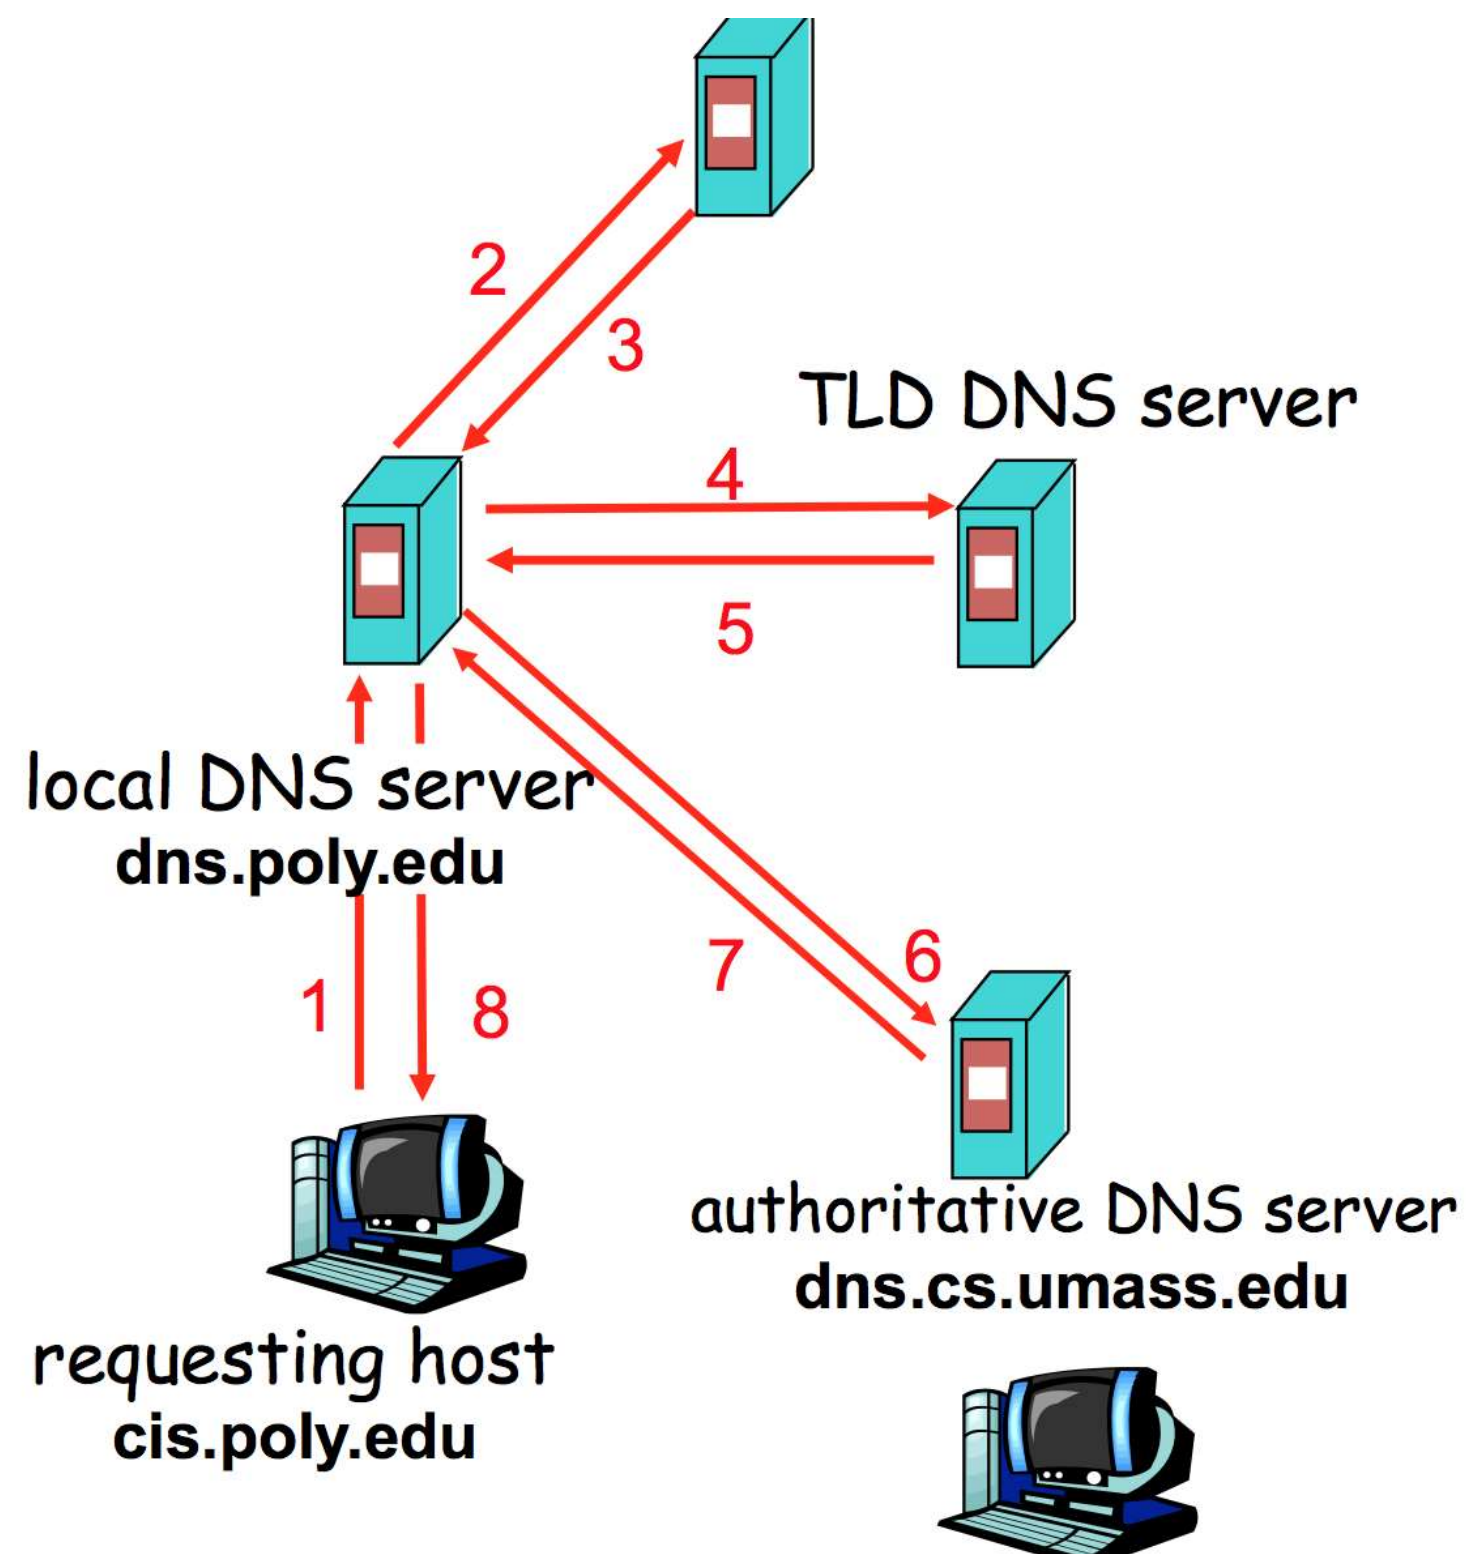 2
3
TLD DNS server
4
5
local DNS server
dns.poly.edu
7
6
1
8
authoritative DNS server
dns.cs.umass.edu
requesting host
cis.poly.edu